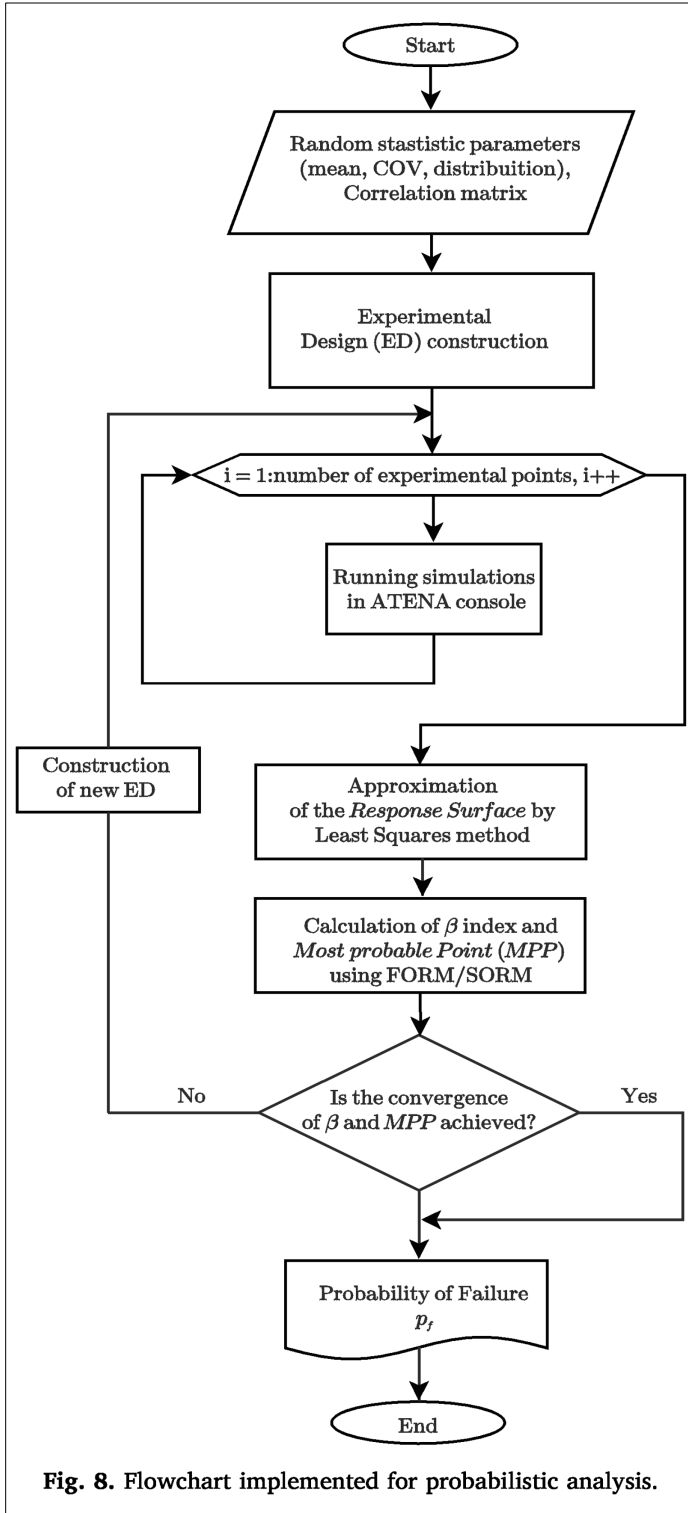 Start
Random stastistic parameters
(mean, COV, distribuition),
Correlation matrix
Experimental
Design (ED) construction
i = 1:number of experimental points, i++
Running simulations
in ATENA console
Construction
of new ED
Approximation
of the Response Surface by
Least Squares method
Calculation of β index and
Most probable Point (MPP)
using FORM/SORM
No
Is the convergence
of β and MPP achieved?
Yes
Probability of Failure
p_f
End
Fig. 8. Flowchart implemented for probabilistic analysis.